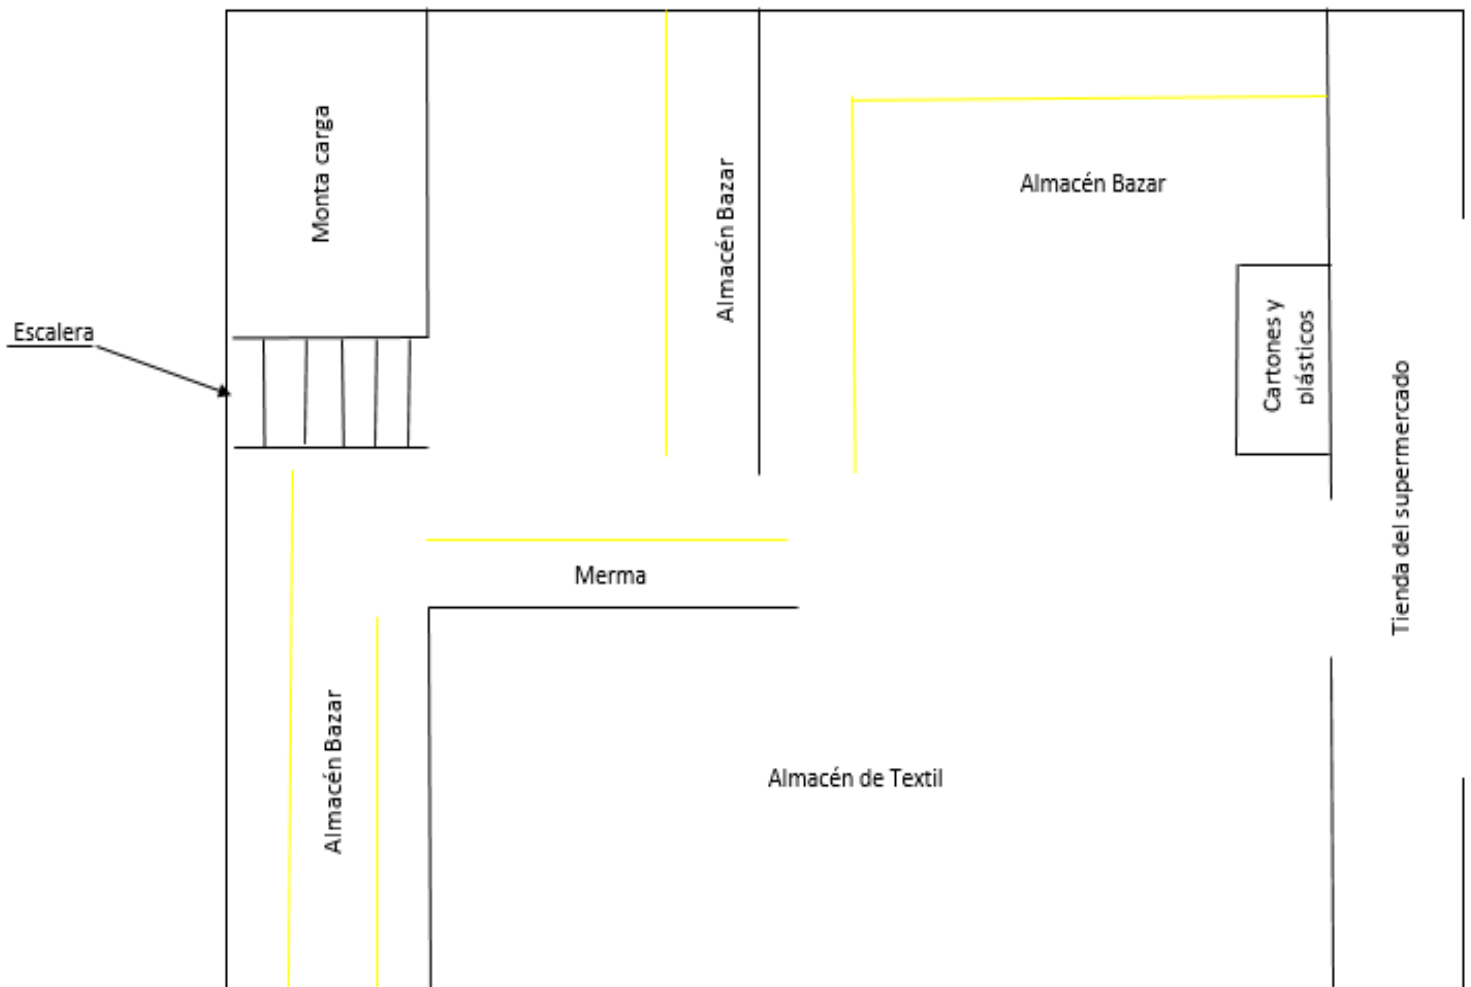 Monta carga
Almacén Bazar
Almacén Bazar
Escalera
Cartones y
plásticos
Tienda del supermercado
Merma
Almacén Bazar
Almacén de Textil